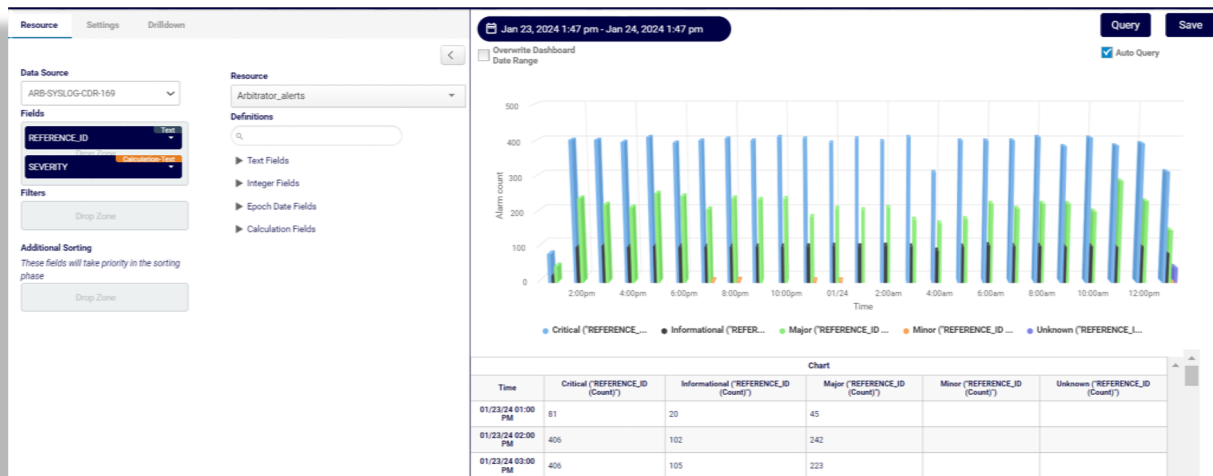 Resource Settings Drilldown
Data Source
ARB-SYSLOG-CDR-169
Fields
REFERENCE_ID Text
SEVERITY Calculation-Text
Filters
Drop Zone
Additional Sorting
These fields will take priority in the sorting
phase
Drop Zone
Resource
Arbitrator_alerts
Definitions
Text Fields
Integer Fields
Epoch Date Fields
Calculation Fields
Jan 23, 2024 1:47 pm - Jan 24, 2024 1:47 pm
Query Save
Overwrite Dashboard
Date Range
Auto Query
500
400
300
200
100
0
Alarm count
2:00pm 4:00pm 6:00pm 8:00pm 10:00pm 01/24 2:00am 4:00am 6:00am 8:00am 10:00am 12:00pm
Time
Critical ("REFERENCE_... Informational ("REFER... Major ("REFERENCE_ID ... Minor ("REFERENCE_ID ... Unknown ("REFERENCE_I...
Chart
Time Critical ("REFERENCE_ID (Count)") Informational ("REFERENCE_ID (Count)") Major ("REFERENCE_ID (Count)") Minor ("REFERENCE_ID (Count)") Unknown ("REFERENCE_ID (Count)")
01/23/24 01:00 PM 81 20 45
01/23/24 02:00 PM 406 102 242
01/23/24 03:00 PM 406 105 223